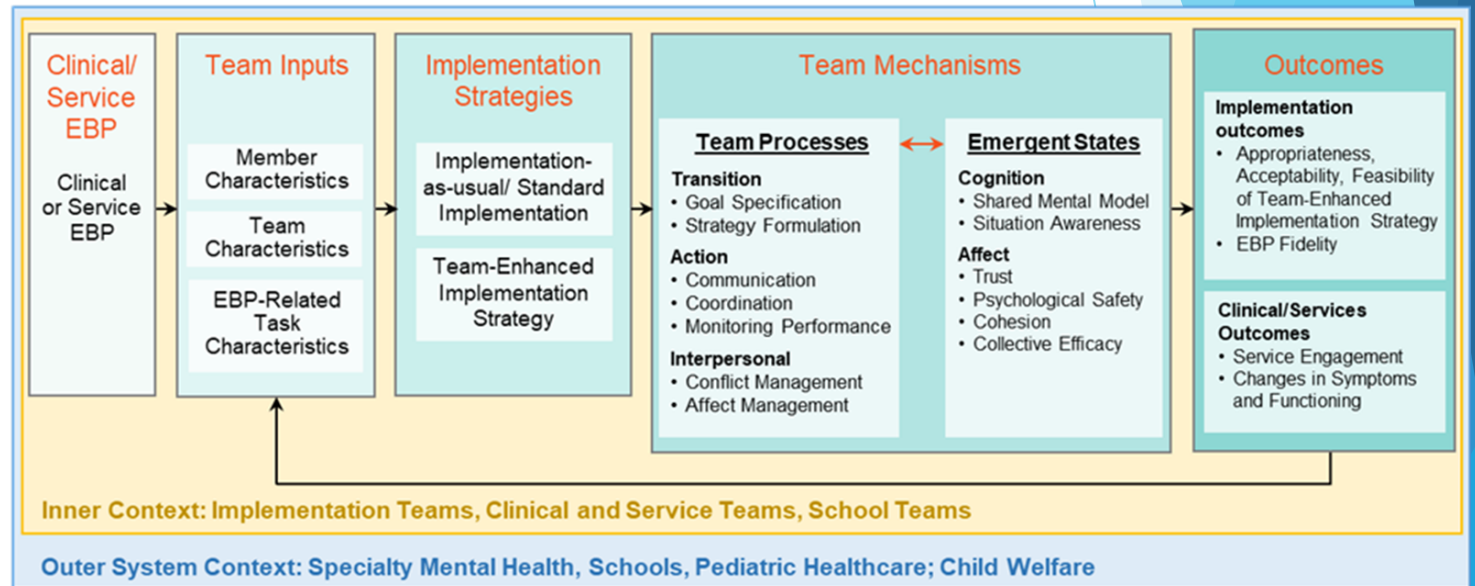 Clinical/
Service
EBP
Clinical
or Service
EBP
Team Inputs
Member
Characteristics
Team
Characteristics
EBP-Related
Task
Characteristics
Implementation
Strategies
Implementation-
as-usual/ Standard
Implementation
Team-Enhanced
Implementation
Strategy
Team Mechanisms
Team Processes
Transition
• Goal Specification
• Strategy Formulation
Action
• Communication
• Coordination
• Monitoring Performance
Interpersonal
• Conflict Management
• Affect Management
Emergent States
Cognition
• Shared Mental Model
• Situation Awareness
Affect
• Trust
• Psychological Safety
• Cohesion
• Collective Efficacy
Outcomes
Implementation
outcomes
• Appropriateness,
Acceptability, Feasibility
of Team-Enhanced
Implementation Strategy
• EBP Fidelity
Clinical/Services
Outcomes
• Service Engagement
• Changes in Symptoms
and Functioning
Inner Context: Implementation Teams, Clinical and Service Teams, School Teams
Outer System Context: Specialty Mental Health, Schools, Pediatric Healthcare; Child Welfare